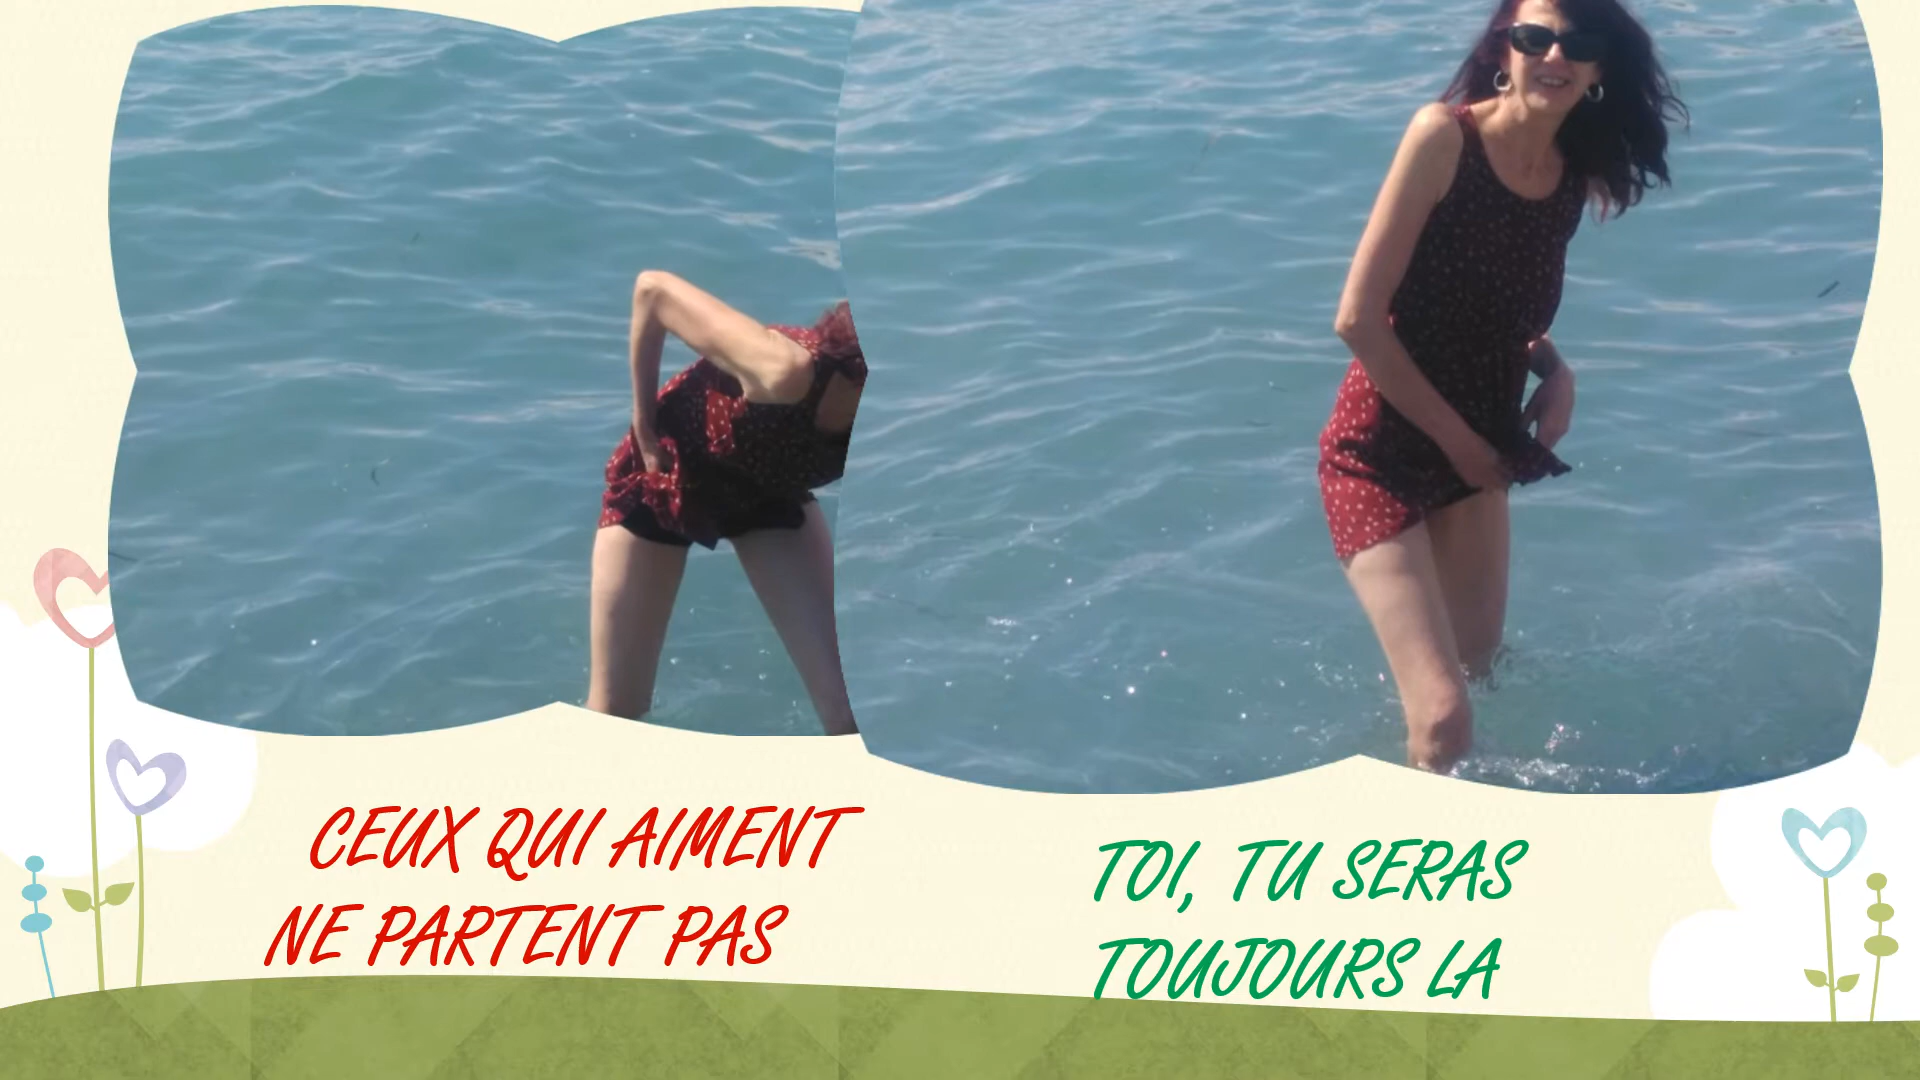 CEUX QUI AIMENT
NE PARTENT PAS
TOI, TU SERAS
TOUJOURS LA